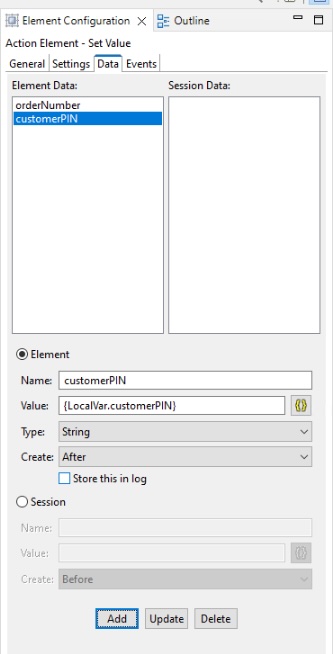 Element Configuration
Outline
Action Element - Set Value
General Settings Data Events
Element Data: Session Data:
orderNumber
customerPIN
Element
Name: customerPIN
Value: {LocalVar.customerPIN} {}
Type: String
Create: After
Store this in log
Session
Name:
Value: {}
Create: Before
Add Update Delete